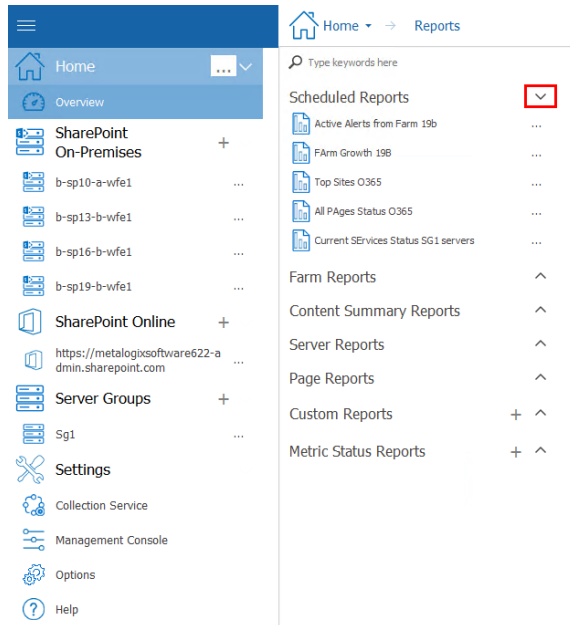 Home
...
Overview
SharePoint
On-Premises
+
b-sp10-a-wfe1
...
b-sp13-b-wfe1
...
b-sp16-b-wfe1
...
b-sp19-b-wfe1
...
SharePoint Online
+
https://metalogixsoftware622-a
dmin.sharepoint.com
...
Server Groups
+
Sg1
...
Settings
Collection Service
Management Console
Options
? Help
Home → Reports
Type keywords here
Scheduled Reports
Active Alerts from Farm 19b
...
FArm Growth 19B
...
Top Sites O365
...
All PAges Status O365
...
Current SErvices Status SG1 servers
...
Farm Reports
Content Summary Reports
Server Reports
Page Reports
Custom Reports
+
Metric Status Reports
+